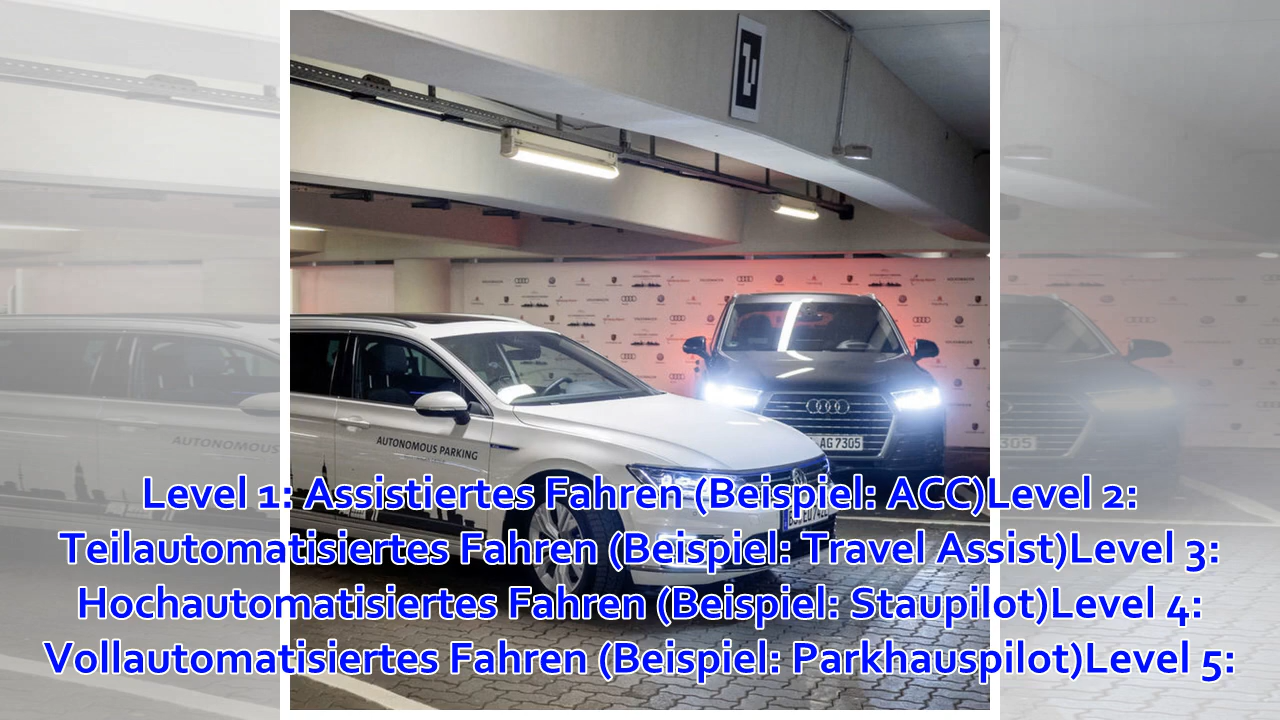 AUTONOMOUS PARKING
AG 7305
Level 1: Assistiertes Fahren (Beispiel: ACC)Level 2:
Teilautomatisiertes Fahren (Beispiel: Travel Assist)Level 3:
Hochautomatisiertes Fahren (Beispiel: Staupilot)Level 4:
Vollautomatisiertes Fahren (Beispiel: Parkhauspilot)Level 5: